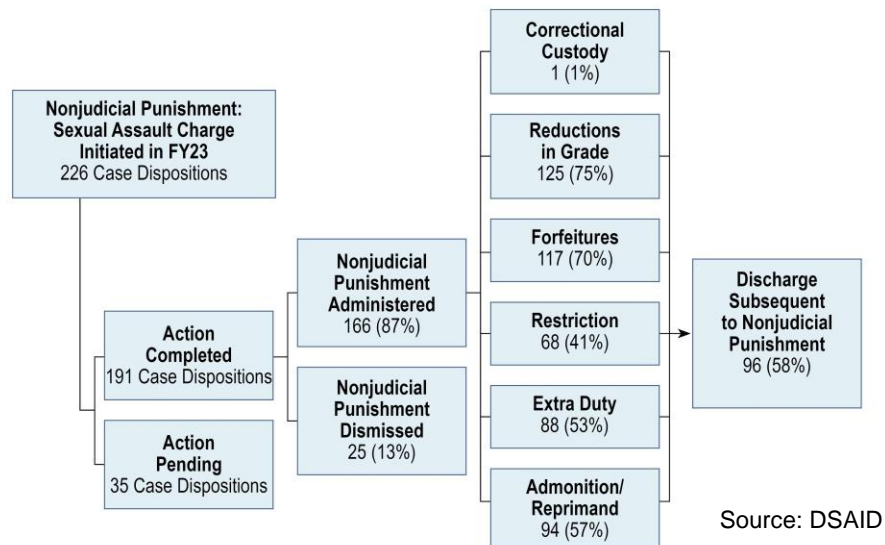 Nonjudicial Punishment:
Sexual Assault Charge
Initiated in FY23
226 Case Dispositions
Action
Completed
191 Case Dispositions
Action
Pending
35 Case Dispositions
Nonjudicial
Punishment
Administered
166 (87%)
Nonjudicial
Punishment
Dismissed
25 (13%)
Correctional
Custody
1 (1%)
Reductions
in Grade
125 (75%)
Forfeitures
117 (70%)
Restriction
68 (41%)
Extra Duty
88 (53%)
Admonition/
Reprimand
94 (57%)
Discharge
Subsequent
to Nonjudicial
Punishment
96 (58%)
Source: DSAID